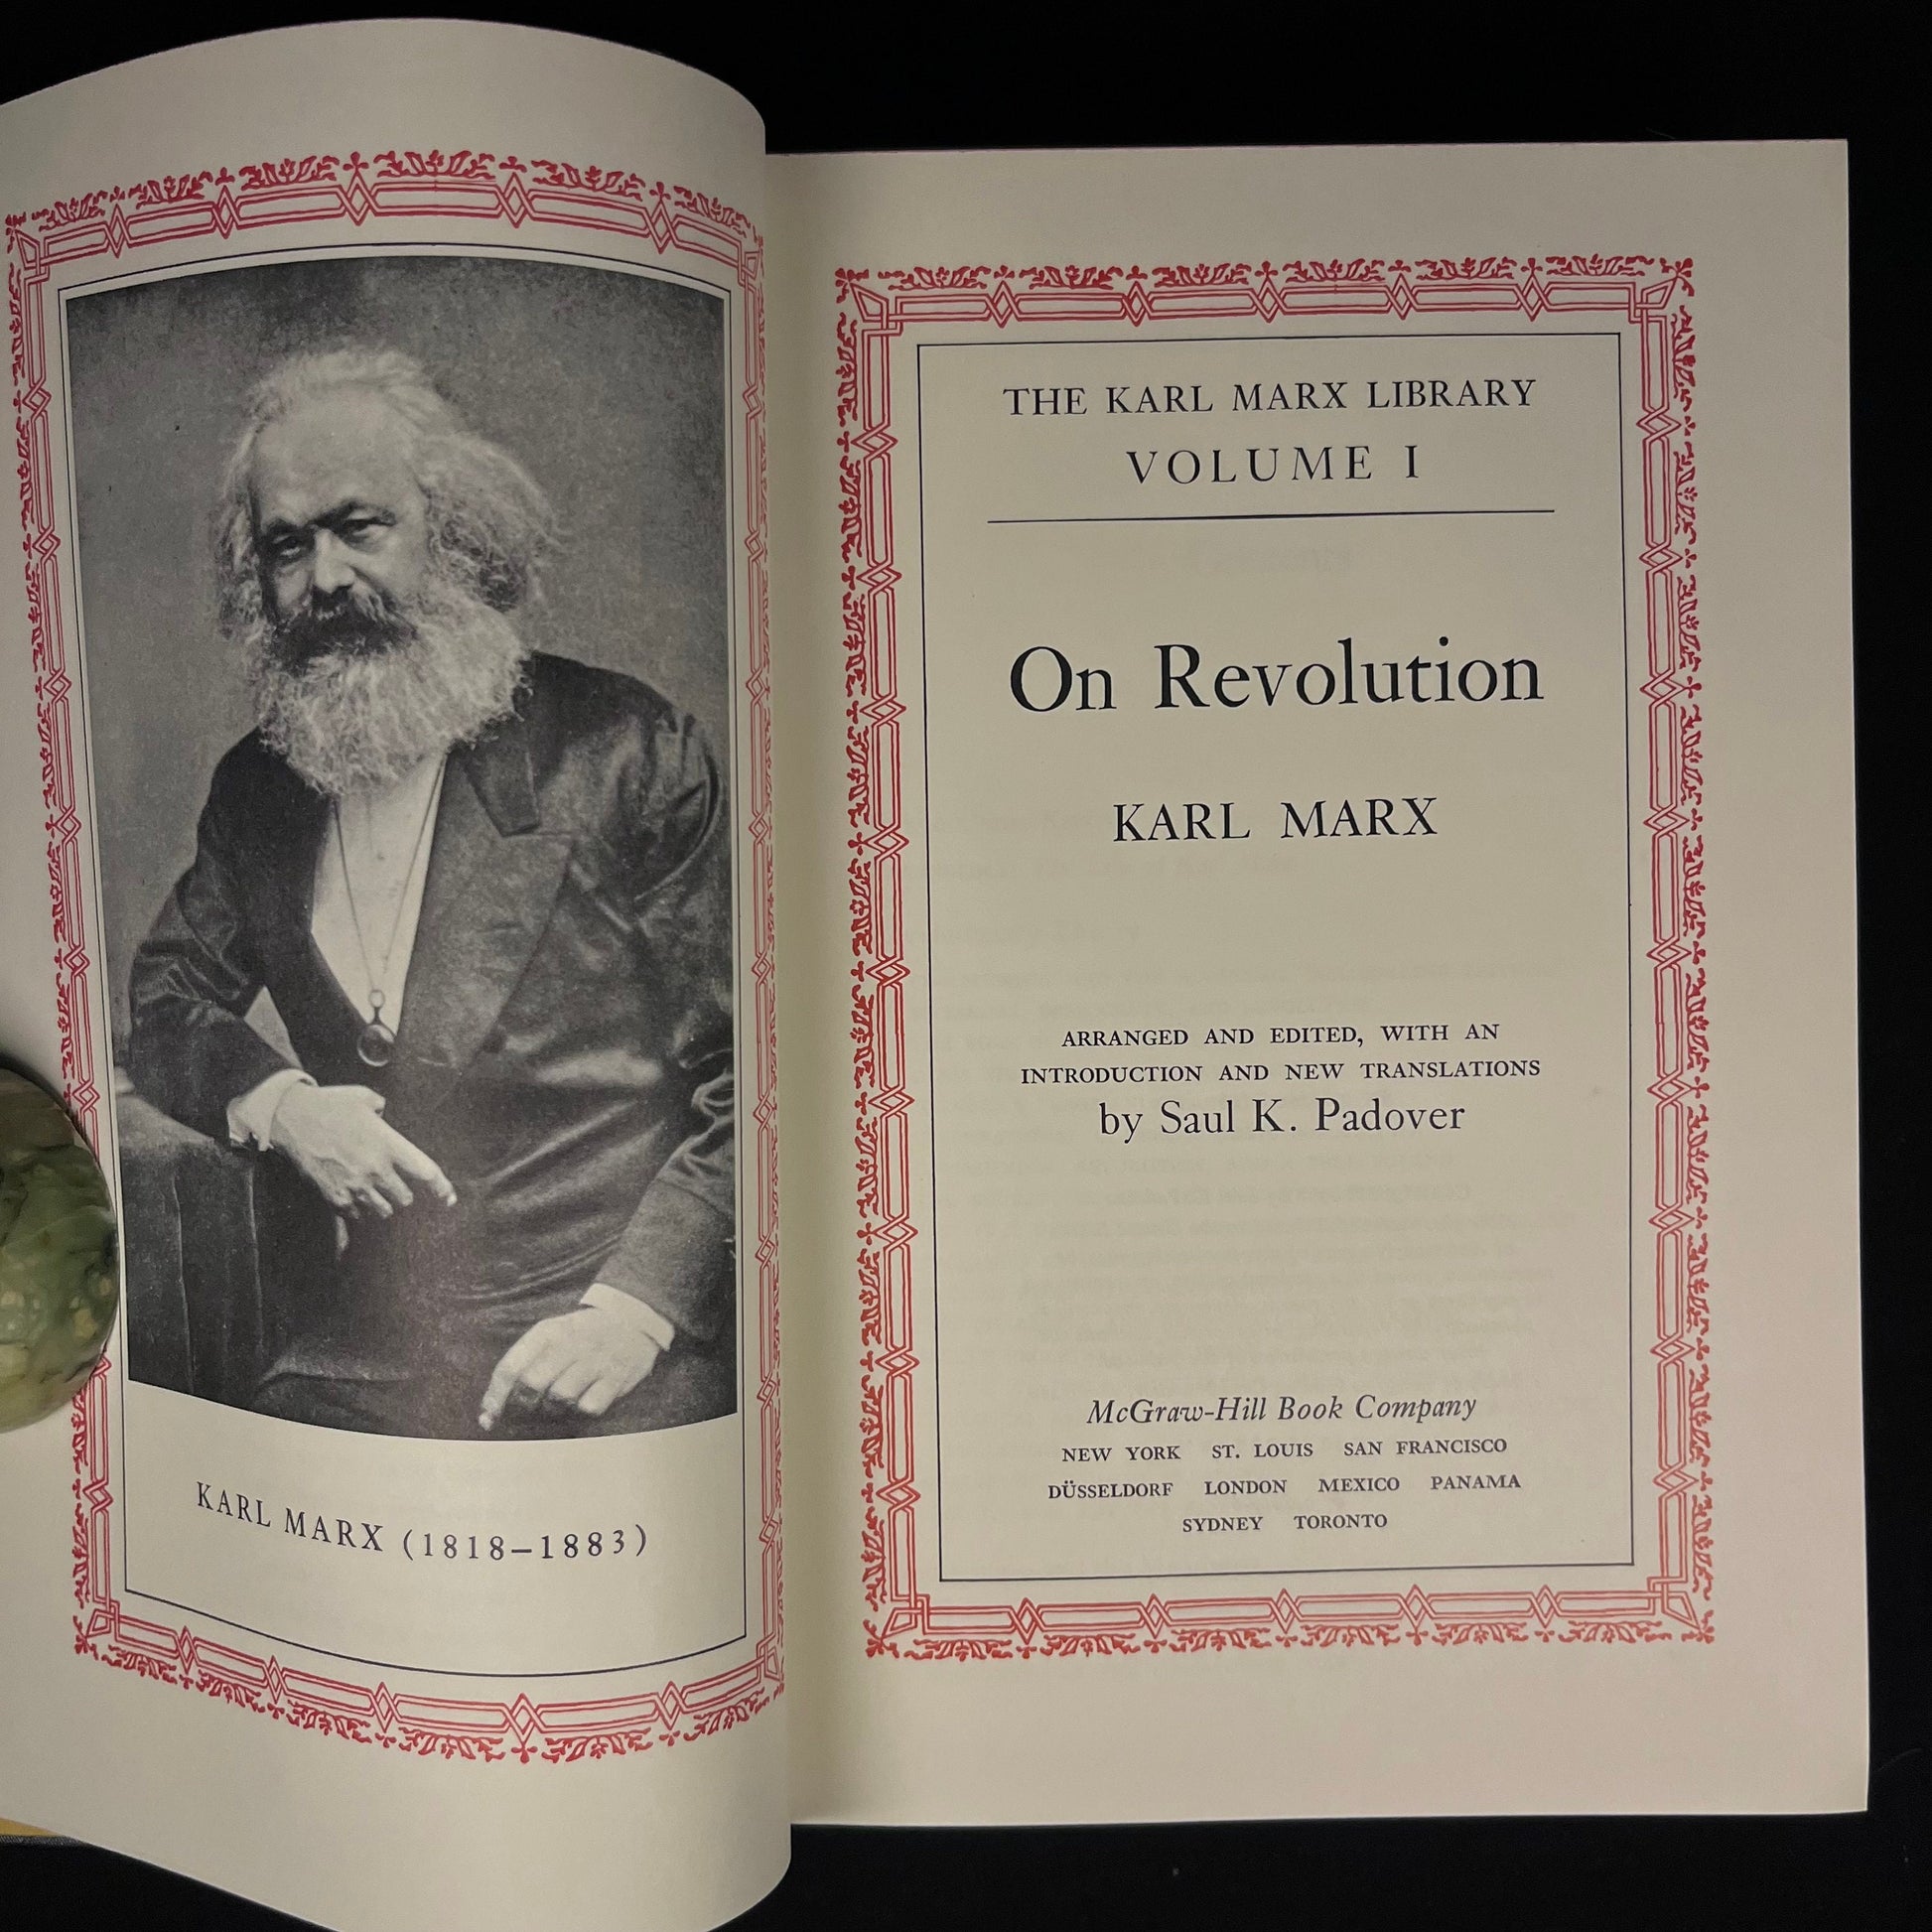 KARL MARX (1818–1883)
THE KARL MARX LIBRARY
VOLUME I
On Revolution
KARL MARX
ARRANGED AND EDITED, WITH AN
INTRODUCTION AND NEW TRANSLATIONS
by Saul K. Padover
McGraw-Hill Book Company
NEW YORK ST. LOUIS SAN FRANCISCO
DÜSSELDORF LONDON MEXICO PANAMA
SYDNEY TORONTO